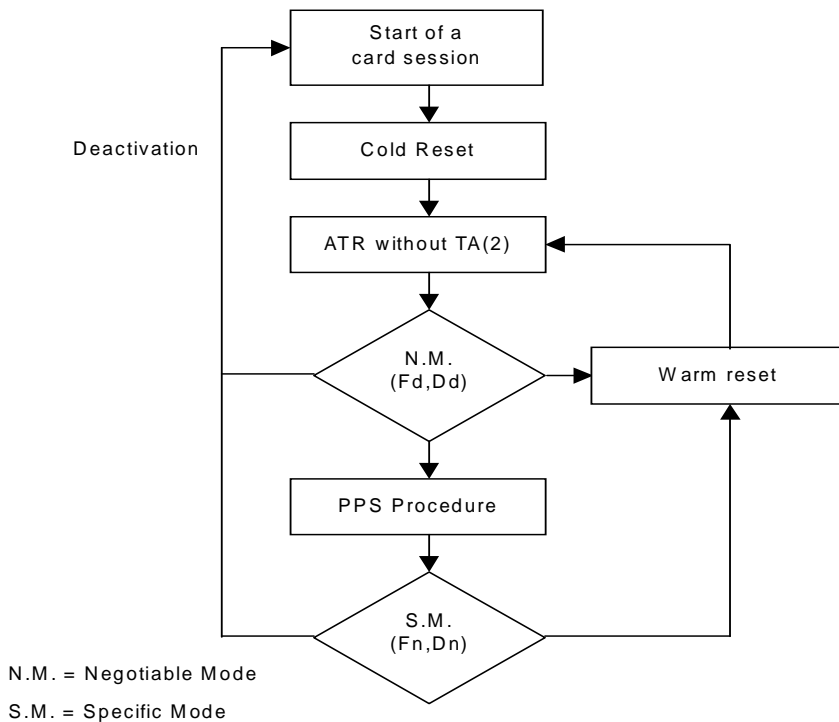 Start of a
card session
Deactivation
Cold Reset
ATR without TA(2)
N.M.
(Fd,Dd)
Warm reset
PPS Procedure
S.M.
(Fn,Dn)
N.M. = Negotiable Mode
S.M. = Specific Mode